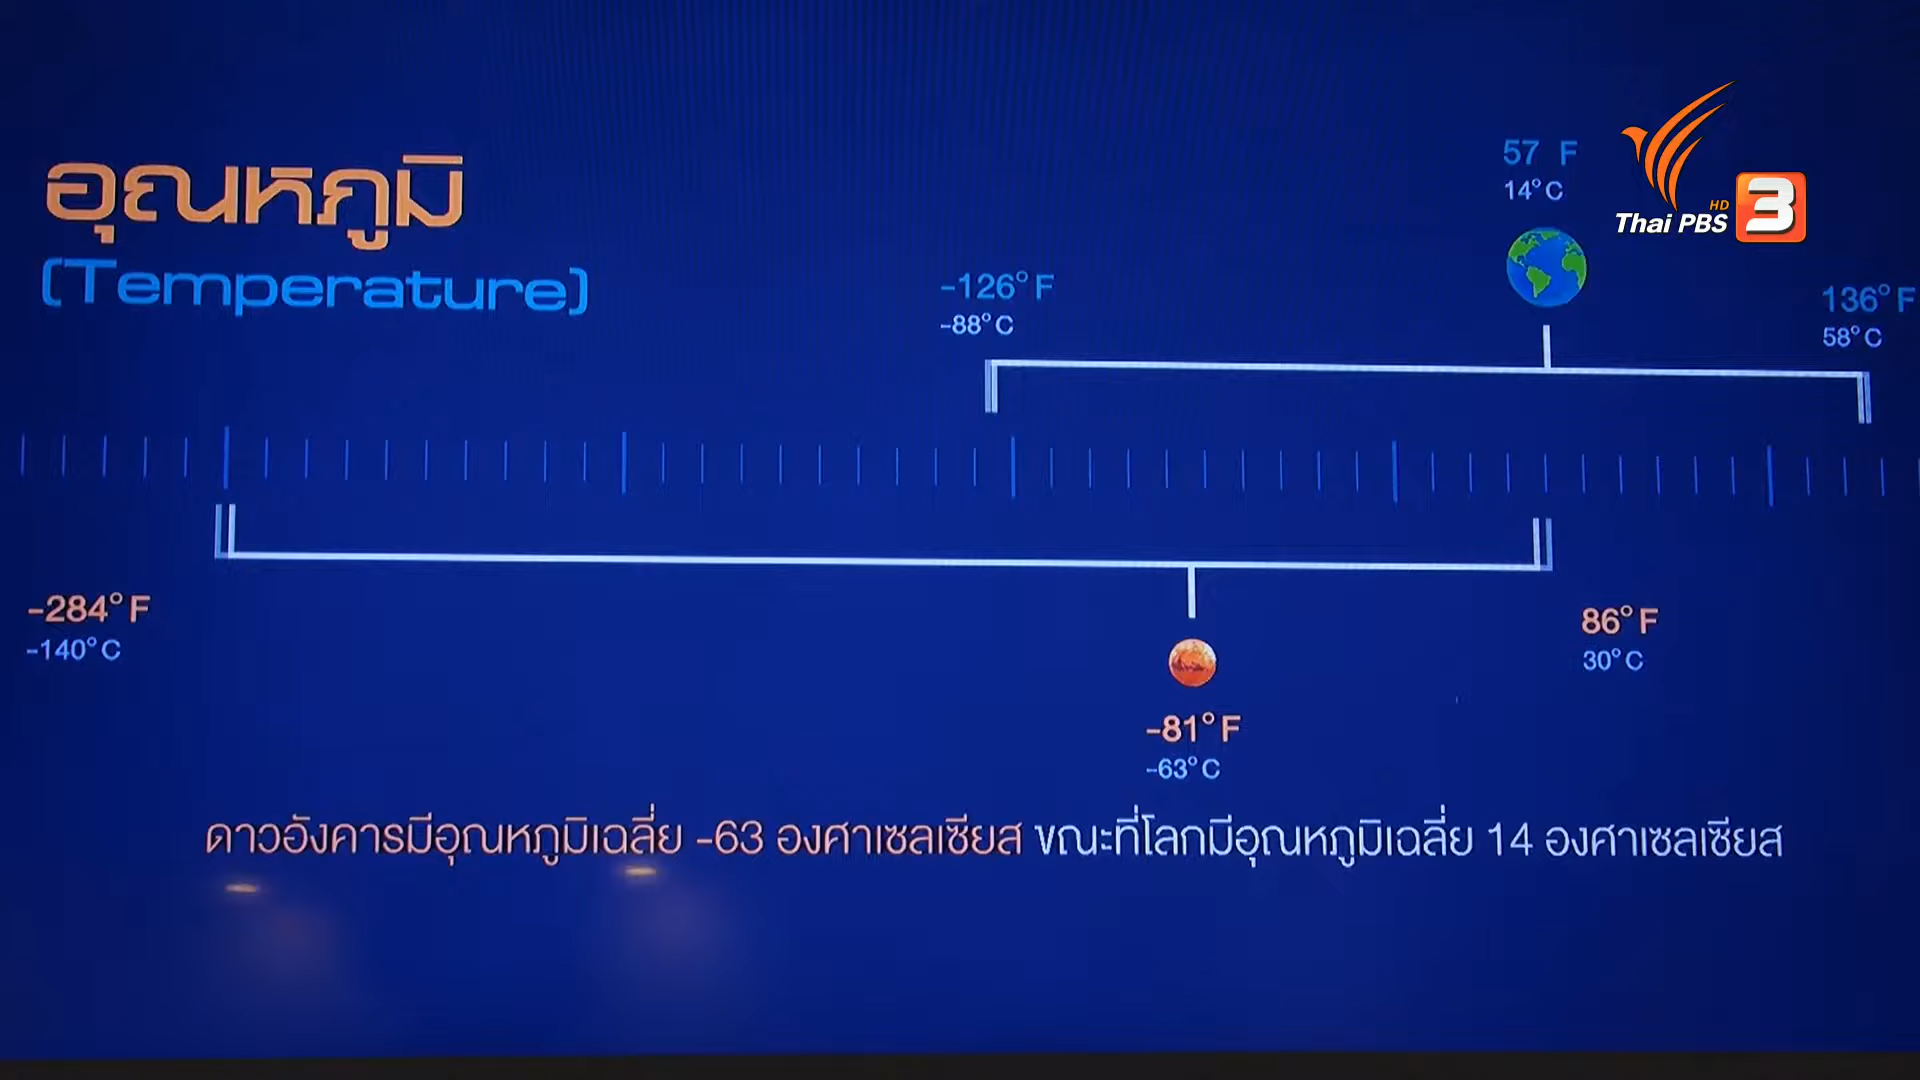 อุณหภูมิ
(Temperature)
57 F
14°C
HD
Thai PBS 3
-126°F
-88°C
136°F
58°C
-284°F
-140°C
86°F
30°C
-81°F
-63°C
ดาวอังคารมีอุณหภูมิเฉลี่ย -63 องศาเซลเซียส ขณะที่โลกมีอุณหภูมิเฉลี่ย 14 องศาเซลเซียส